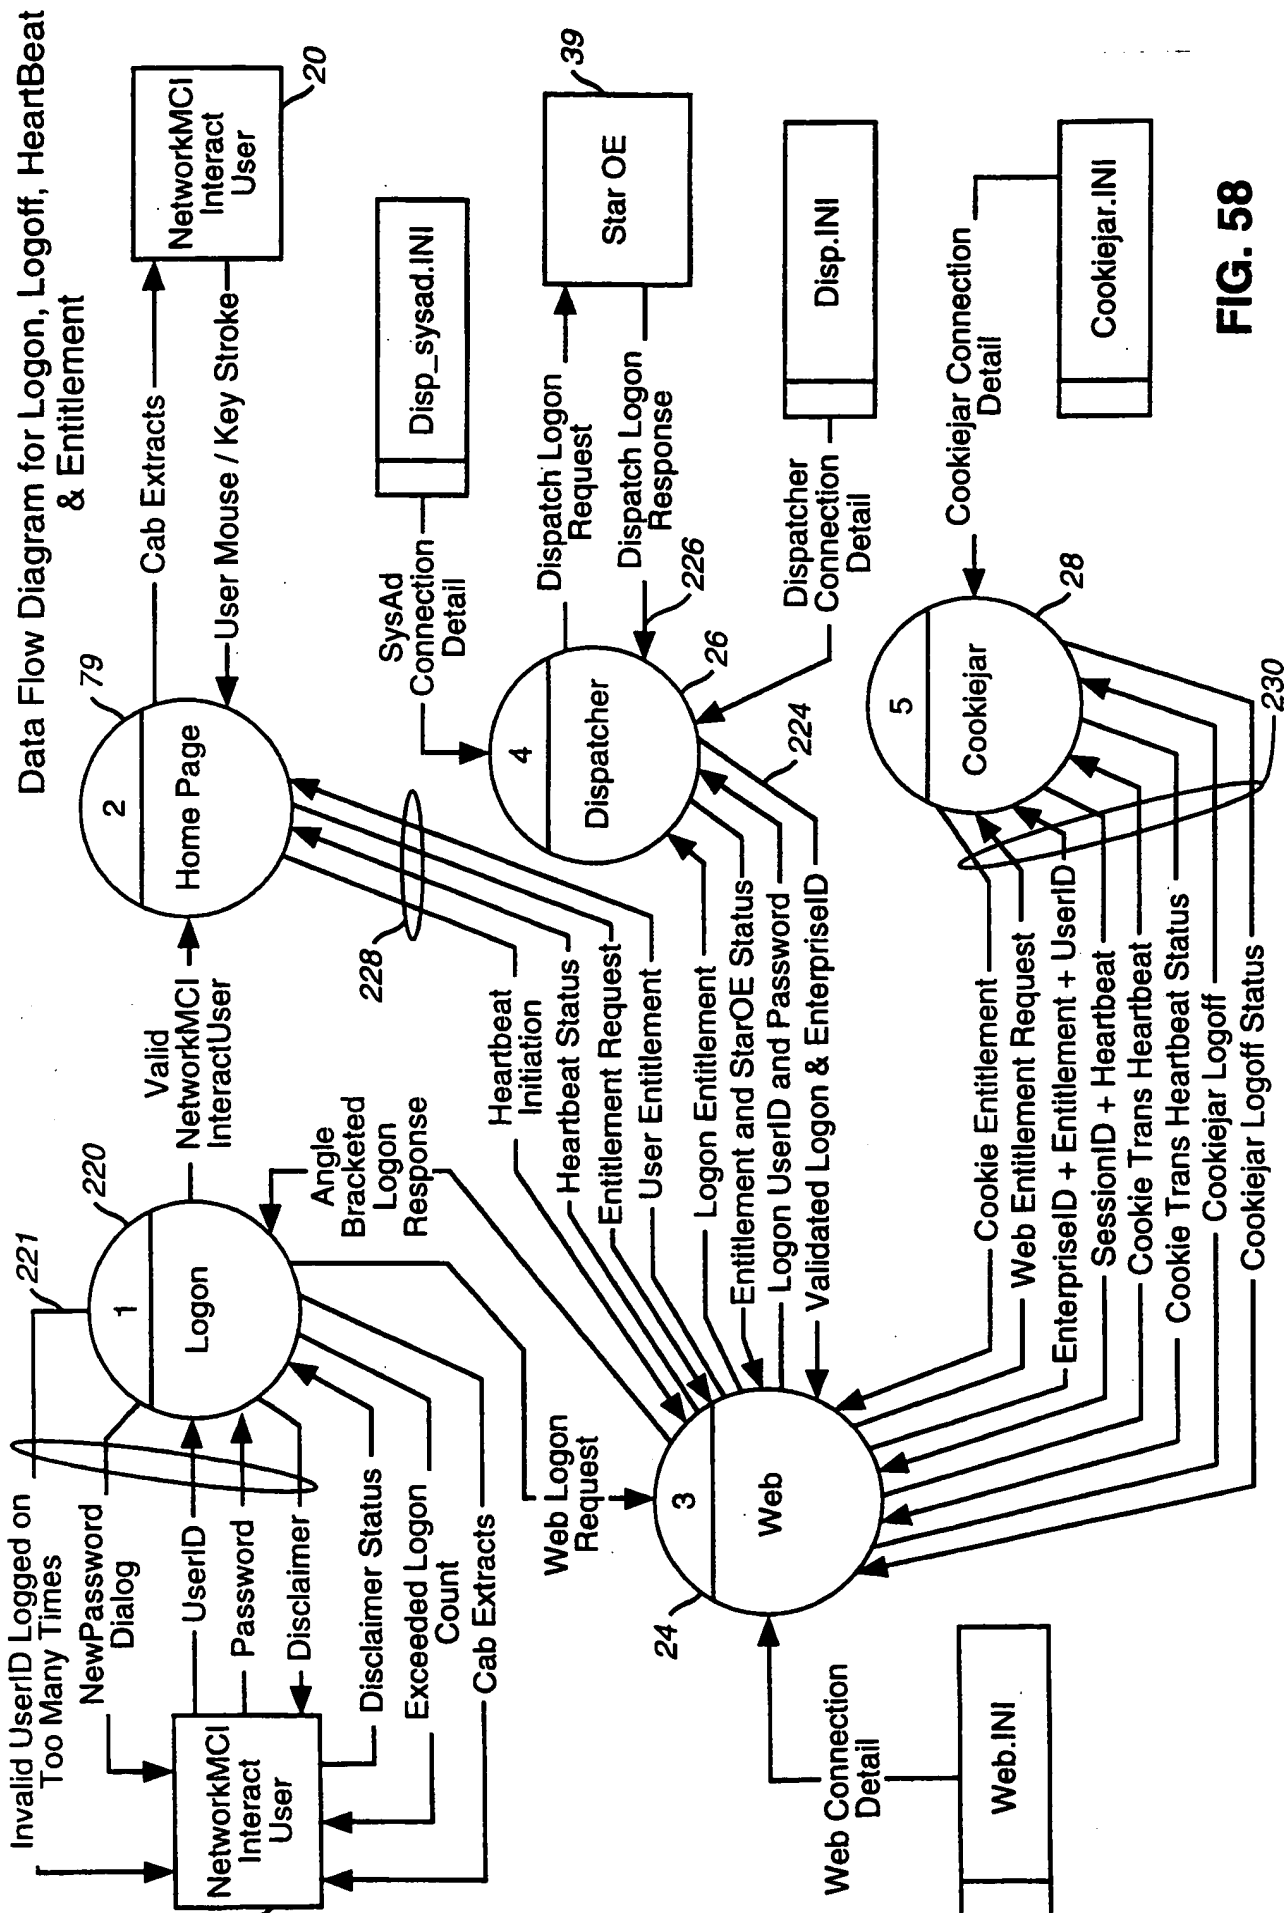 Data Flow Diagram for Logon, Logoff, HeartBeat
& Entitlement
Invalid UserID Logged on
Too Many Times
221
NewPassword
Dialog
UserID
Password
Disclaimer
Disclaimer Status
Exceeded Logon
Count
Cab Extracts
NetworkMCI
Interact
User
1
Logon
220
Valid
NetworkMCI
InteractUser
2
Home Page
79
Cab Extracts
User Mouse / Key Stroke
NetworkMCI
Interact
User
20
Angle
Bracketed
Logon
Response
Web Logon
Request
228
Heartbeat
Initiation
Heartbeat Status
Entitlement Request
User Entitlement
SysAd
Connection
Detail
Disp_sysad.INI
4
Dispatcher
26
Dispatch Logon
Request
Dispatch Logon
Response
226
Star OE
39
Logon Entitlement
Entitlement and StarOE Status
Logon UserID and Password
Validated Logon & EnterpriseID
224
Dispatcher
Connection
Detail
Disp.INI
3
Web
24
Web Connection
Detail
Web.INI
Cookie Entitlement
Web Entitlement Request
EnterpriseID + Entitlement + UserID
SessionID + Heartbeat
Cookie Trans Heartbeat
Cookie Trans Heartbeat Status
Cookiejar Logoff
Cookiejar Logoff Status
230
5
Cookiejar
28
Cookiejar Connection
Detail
Cookiejar.INI
FIG. 58